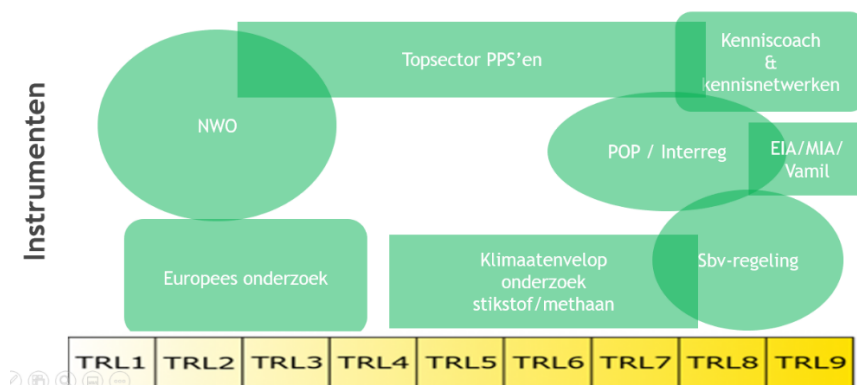 Instrumenten
Topsector PPS'en
Kenniscoach
&
kennisnetwerken
NWO
POP / Interreg
EIA/MIA/
Vamil
Europees onderzoek
Klimaatenvelop
onderzoek
stikstof/methaan
Sbv-regeling
TRL1 TRL2 TRL3 TRL4 TRL5 TRL6 TRL7 TRL8 TRL9